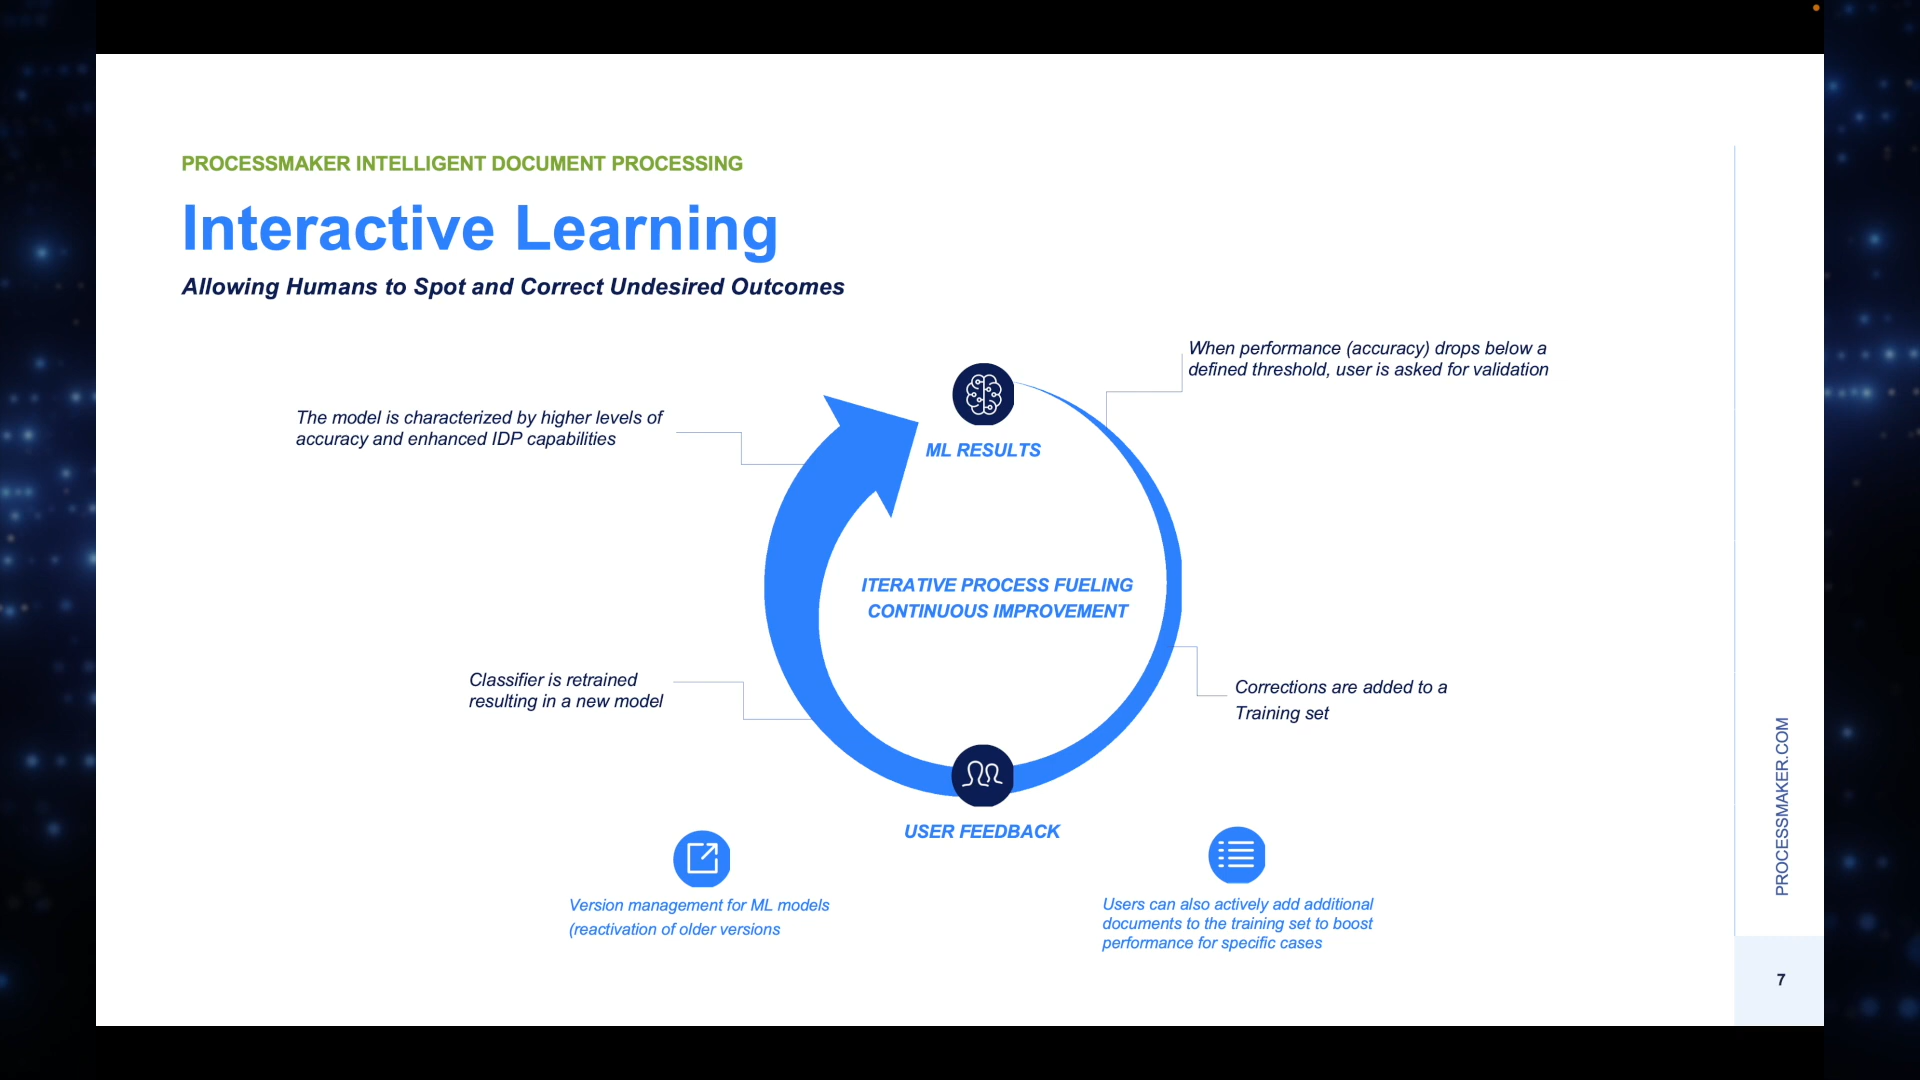 PROCESSMAKER INTELLIGENT DOCUMENT PROCESSING
Interactive Learning
Allowing Humans to Spot and Correct Undesired Outcomes
When performance (accuracy) drops below a
defined threshold, user is asked for validation
The model is characterized by higher levels of
accuracy and enhanced IDP capabilities
ML RESULTS
ITERATIVE PROCESS FUELING
CONTINUOUS IMPROVEMENT
Classifier is retrained
resulting in a new model
Corrections are added to a
Training set
USER FEEDBACK
Version management for ML models
(reactivation of older versions
Users can also actively add additional
documents to the training set to boost
performance for specific cases
PROCESSMAKER.COM
7